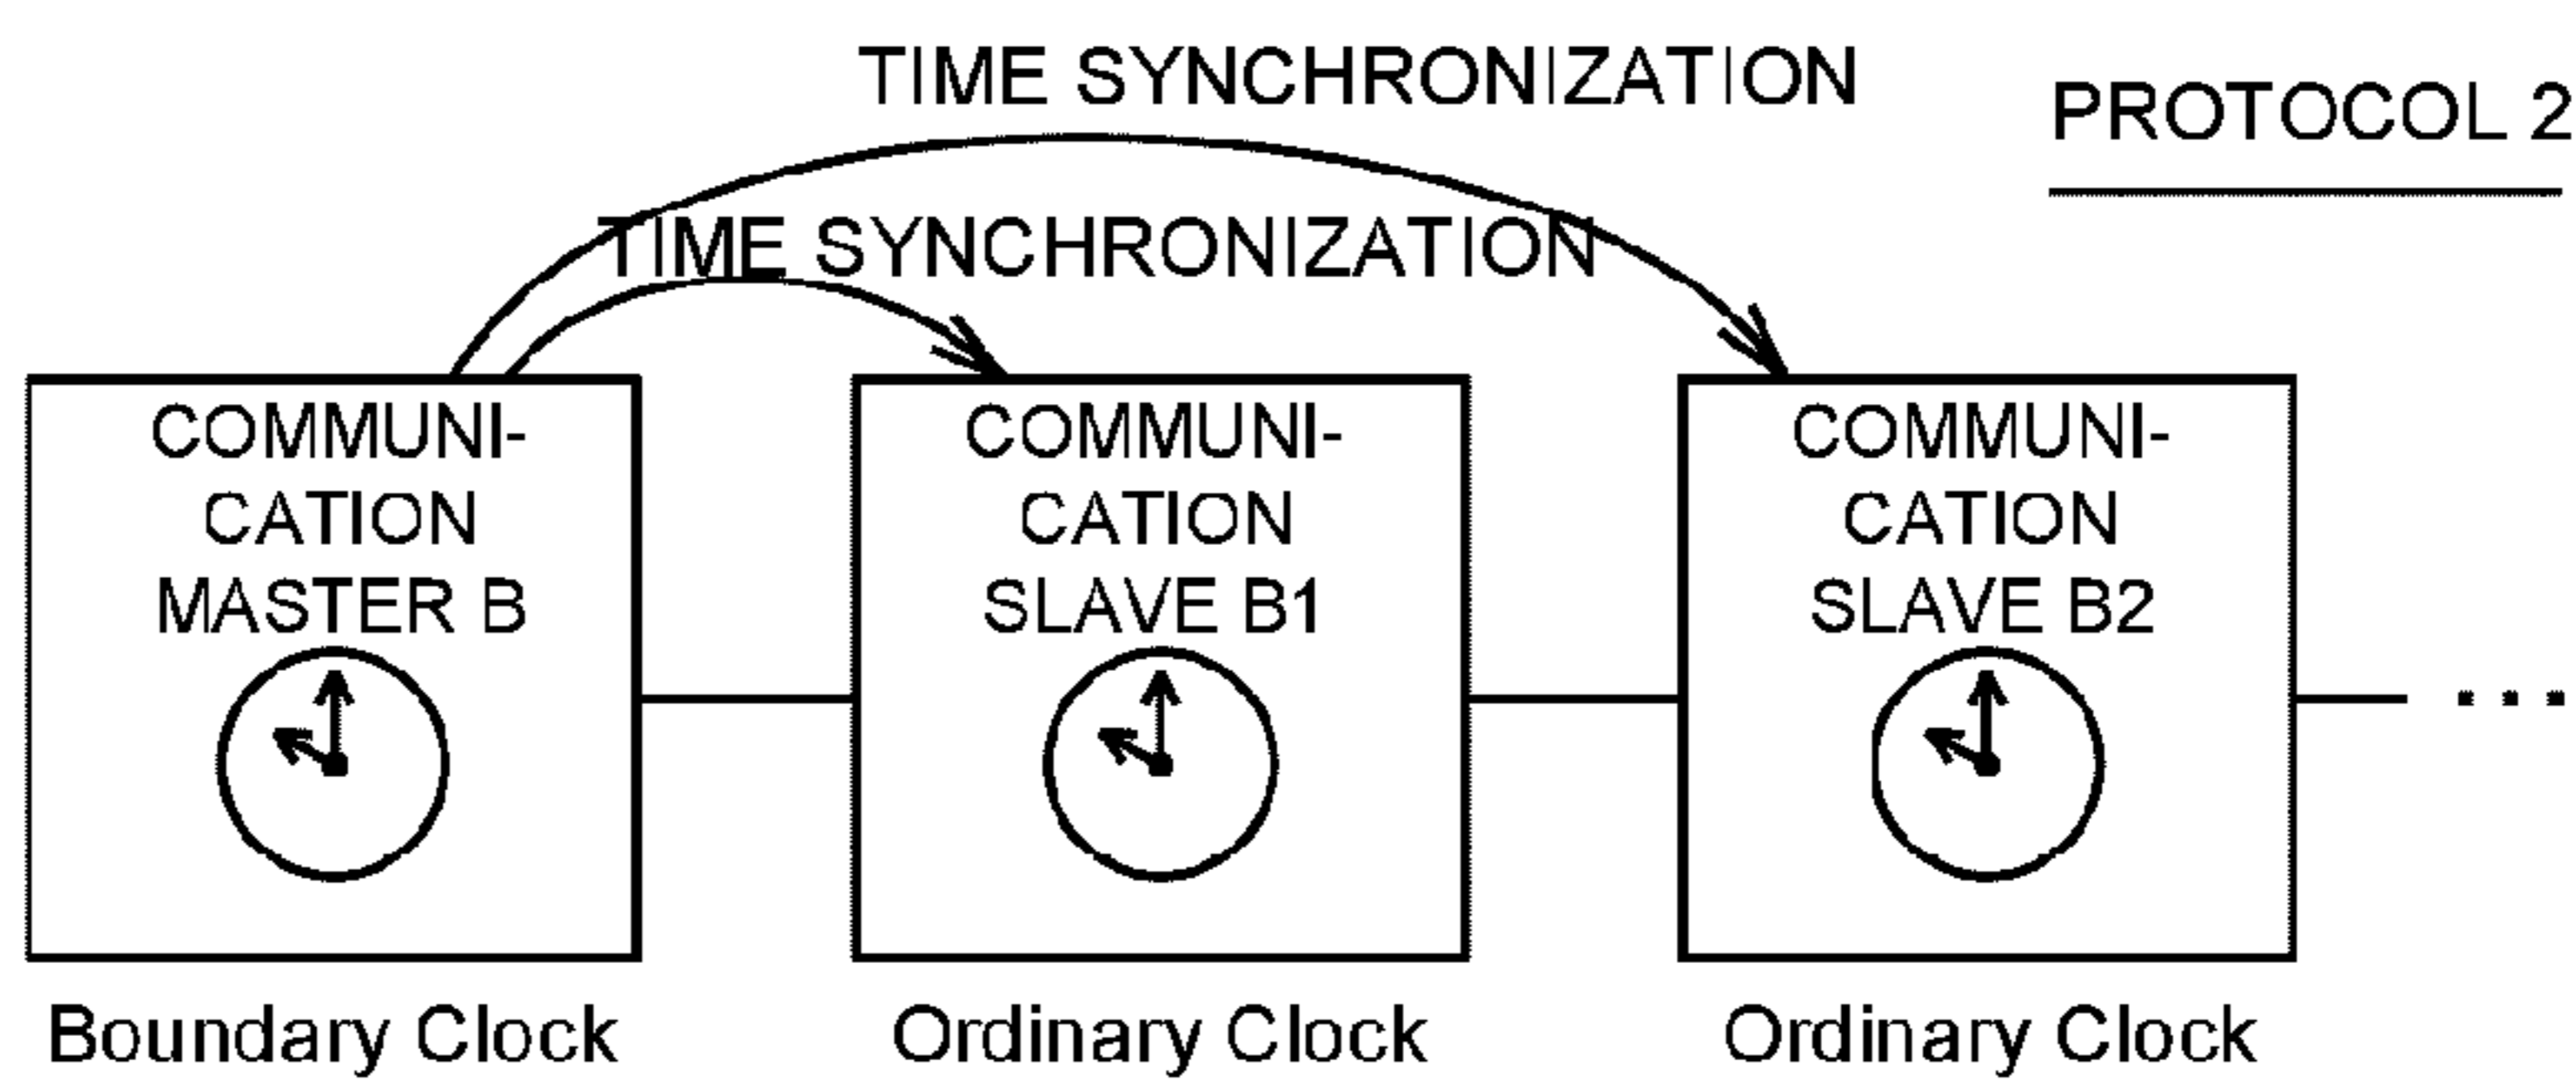 TIME SYNCHRONIZATION
PROTOCOL 2
TIME SYNCHRONIZATION
COMMUNI-
CATION
MASTER B
COMMUNI-
CATION
SLAVE B1
COMMUNI-
CATION
SLAVE B2
...
Boundary Clock
Ordinary Clock
Ordinary Clock